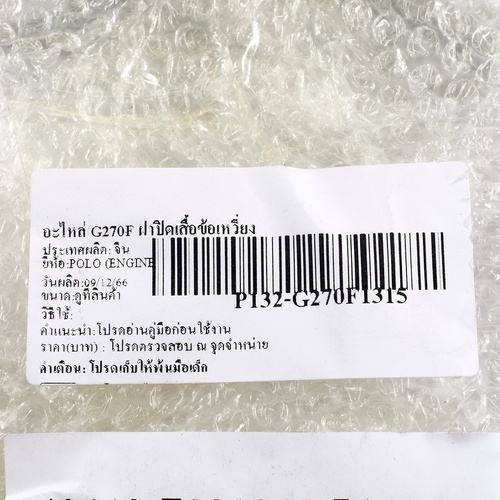 อะไหล่ G270F ฝาปิดเสื้อข้อเหวี่ยง
ประเทศผลิต: จีน
ยี่ห้อ:POLO (ENGINE
วันผลิต:09/12/66
ขนาด:ดูที่สินค้า
P132-G270F1315
วิธีใช้:
คำแนะนำ:โปรดอ่านคู่มือก่อนใช้งาน
ราคา(บาท) : โปรดตรวจสอบ ณ จุดจำหน่าย
คำเตือน: โปรดเก็บให้พ้นมือเด็ก